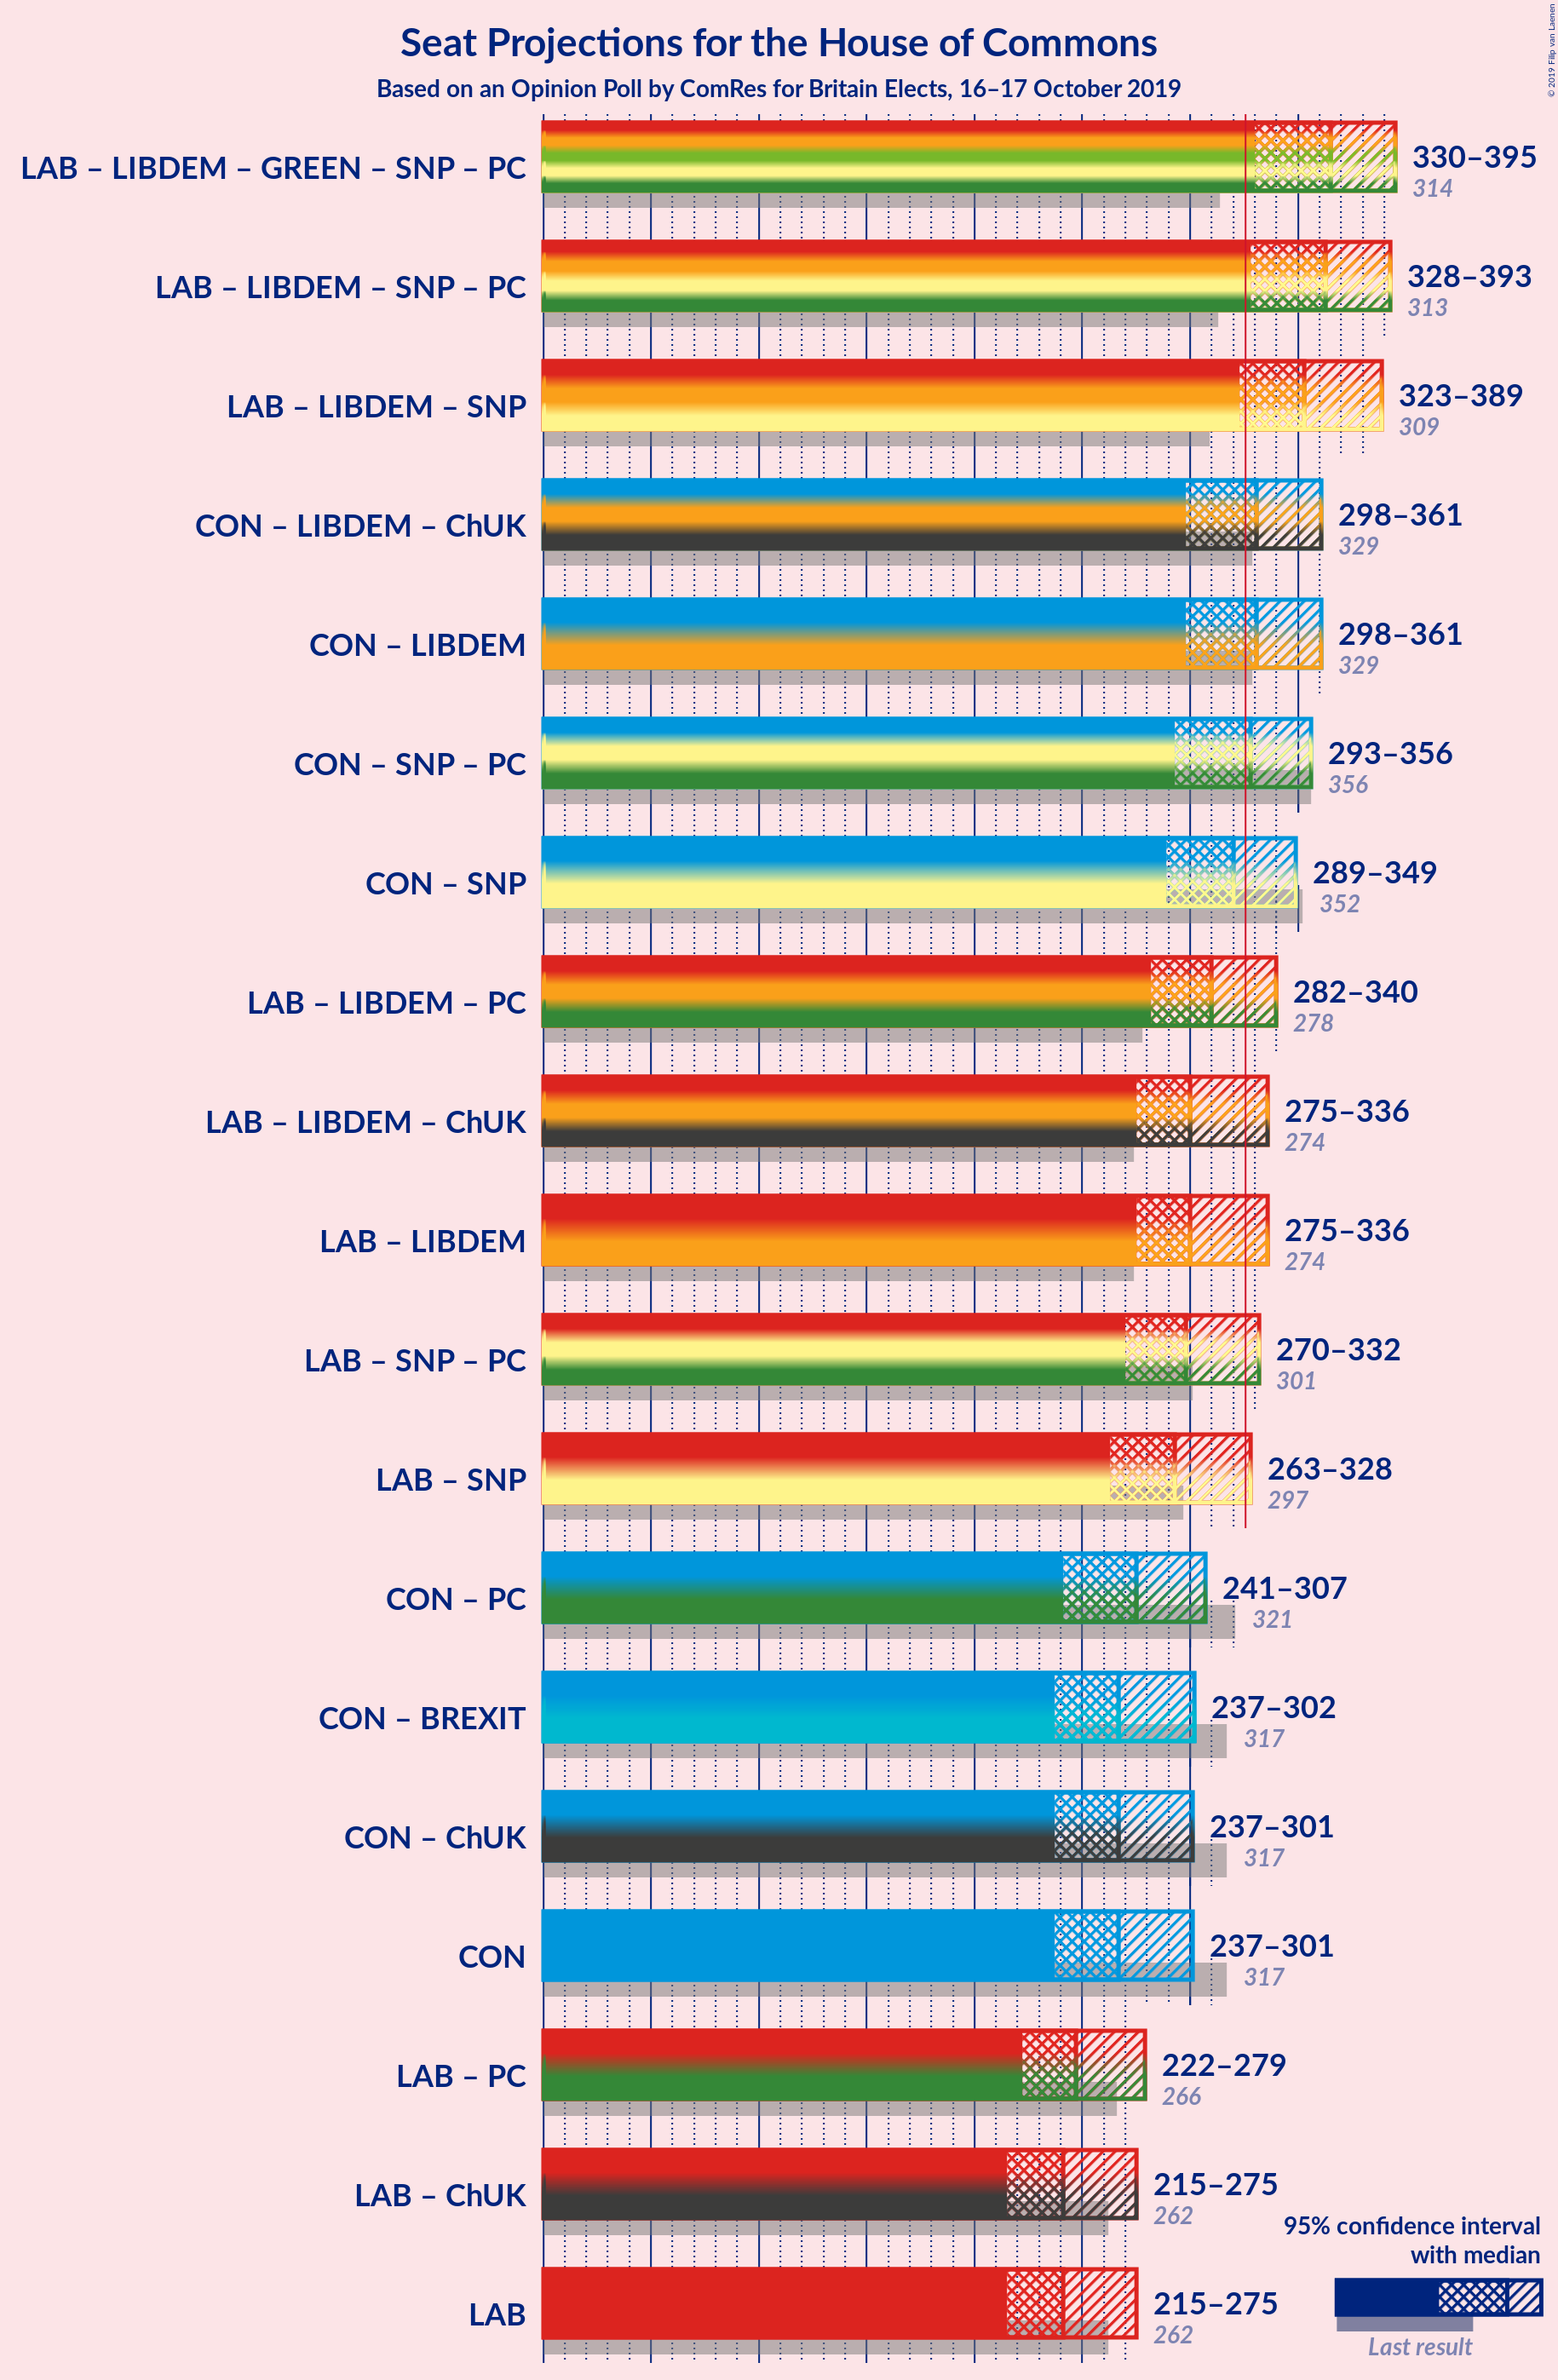 Seat Projections for the House of Commons
Based on an Opinion Poll by ComRes for Britain Elects, 16–17 October 2019
© 2019 Filip van Laenen
LAB – LIBDEM – GREEN – SNP – PC
330–395
314
LAB – LIBDEM – SNP – PC
328–393
313
LAB – LIBDEM – SNP
323–389
309
CON – LIBDEM – ChUK
298–361
329
CON – LIBDEM
298–361
329
CON – SNP – PC
293–356
356
CON – SNP
289–349
352
LAB – LIBDEM – PC
282–340
278
LAB – LIBDEM – ChUK
275–336
274
LAB – LIBDEM
275–336
274
LAB – SNP – PC
270–332
301
LAB – SNP
263–328
297
CON – PC
241–307
321
CON – BREXIT
237–302
317
CON – ChUK
237–301
317
CON
237–301
317
LAB – PC
222–279
266
LAB – ChUK
215–275
262
LAB
215–275
262
95% confidence interval
with median
Last result